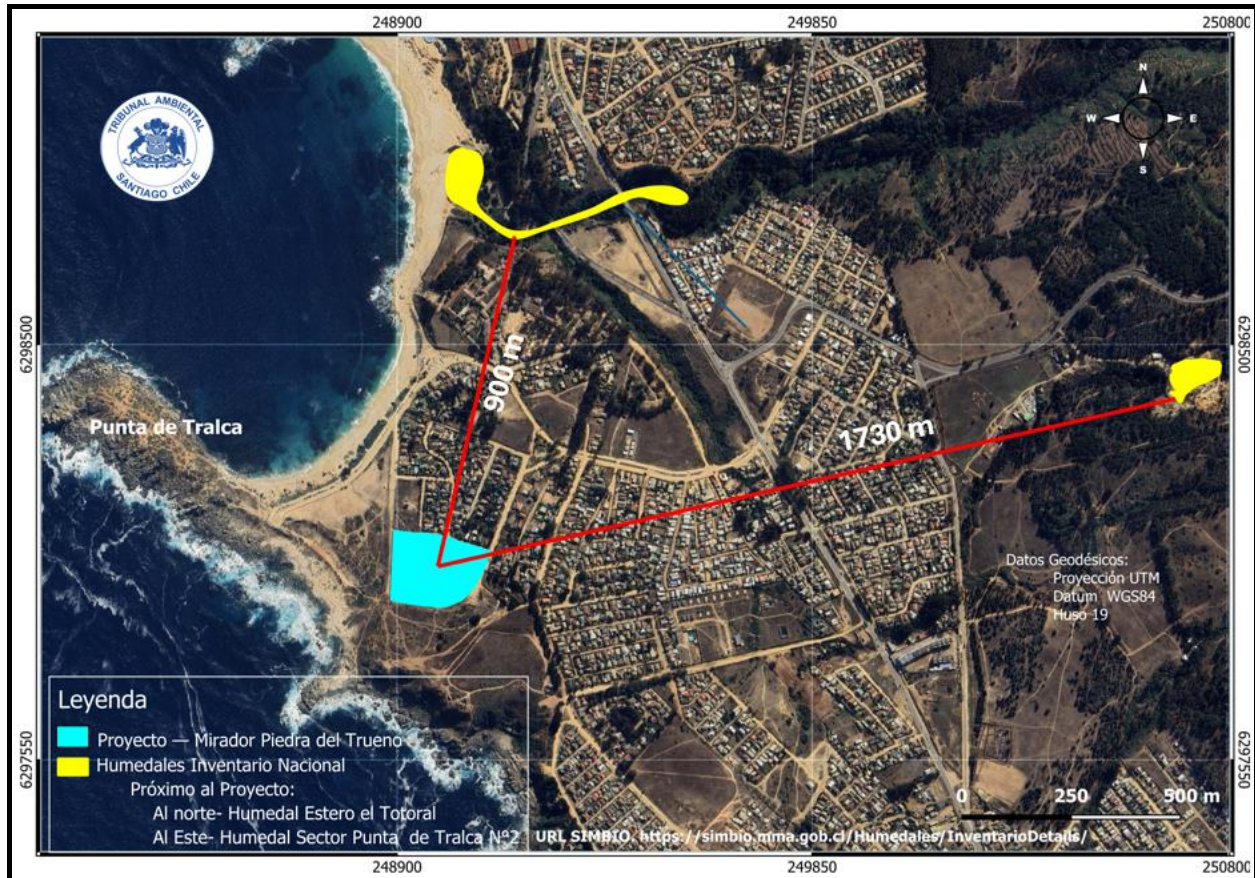 248900
249850
250800
TRIBUNAL AMBIENTAL
SANTIAGO CHILE
N
W
E
S
6298500
6298500
900 m
Punta de Tralca
1730 m
Datos Geodésicos:
Proyección UTM
Datum WGS84
Huso 19
Leyenda
Proyecto — Mirador Piedra del Trueno
Humedales Inventario Nacional
Próximo al Proyecto:
Al norte- Humedal Estero el Totoral
Al Este- Humedal Sector Punta de Tralca N°2
6297550
6297550
0
250
500 m
URL SIMBIO. https://simbio.mma.gob.cl/Humedales/InventarioDetails/
248900
249850
250800